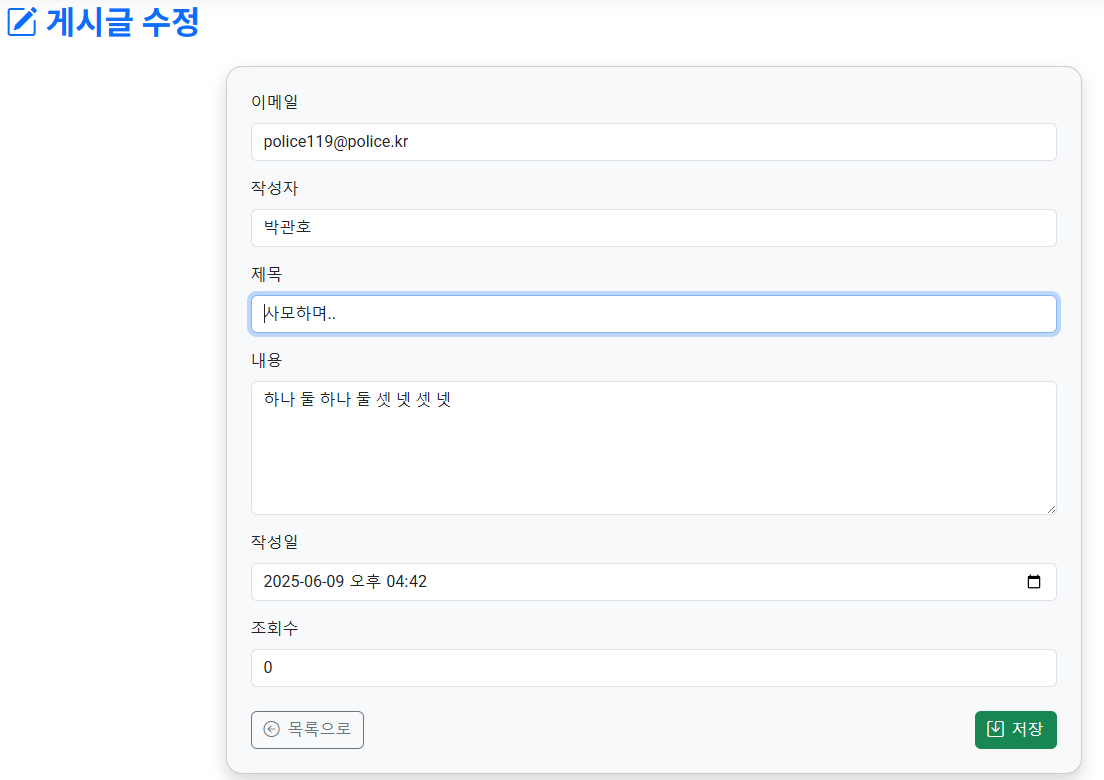 게시글 수정
이메일
police119@police.kr
작성자
박관호
제목
사모하며..
내용
하나 둘 하나 둘 셋 넷 셋 넷
작성일
2025-06-09 오후 04:42
조회수
0
목록으로
저장